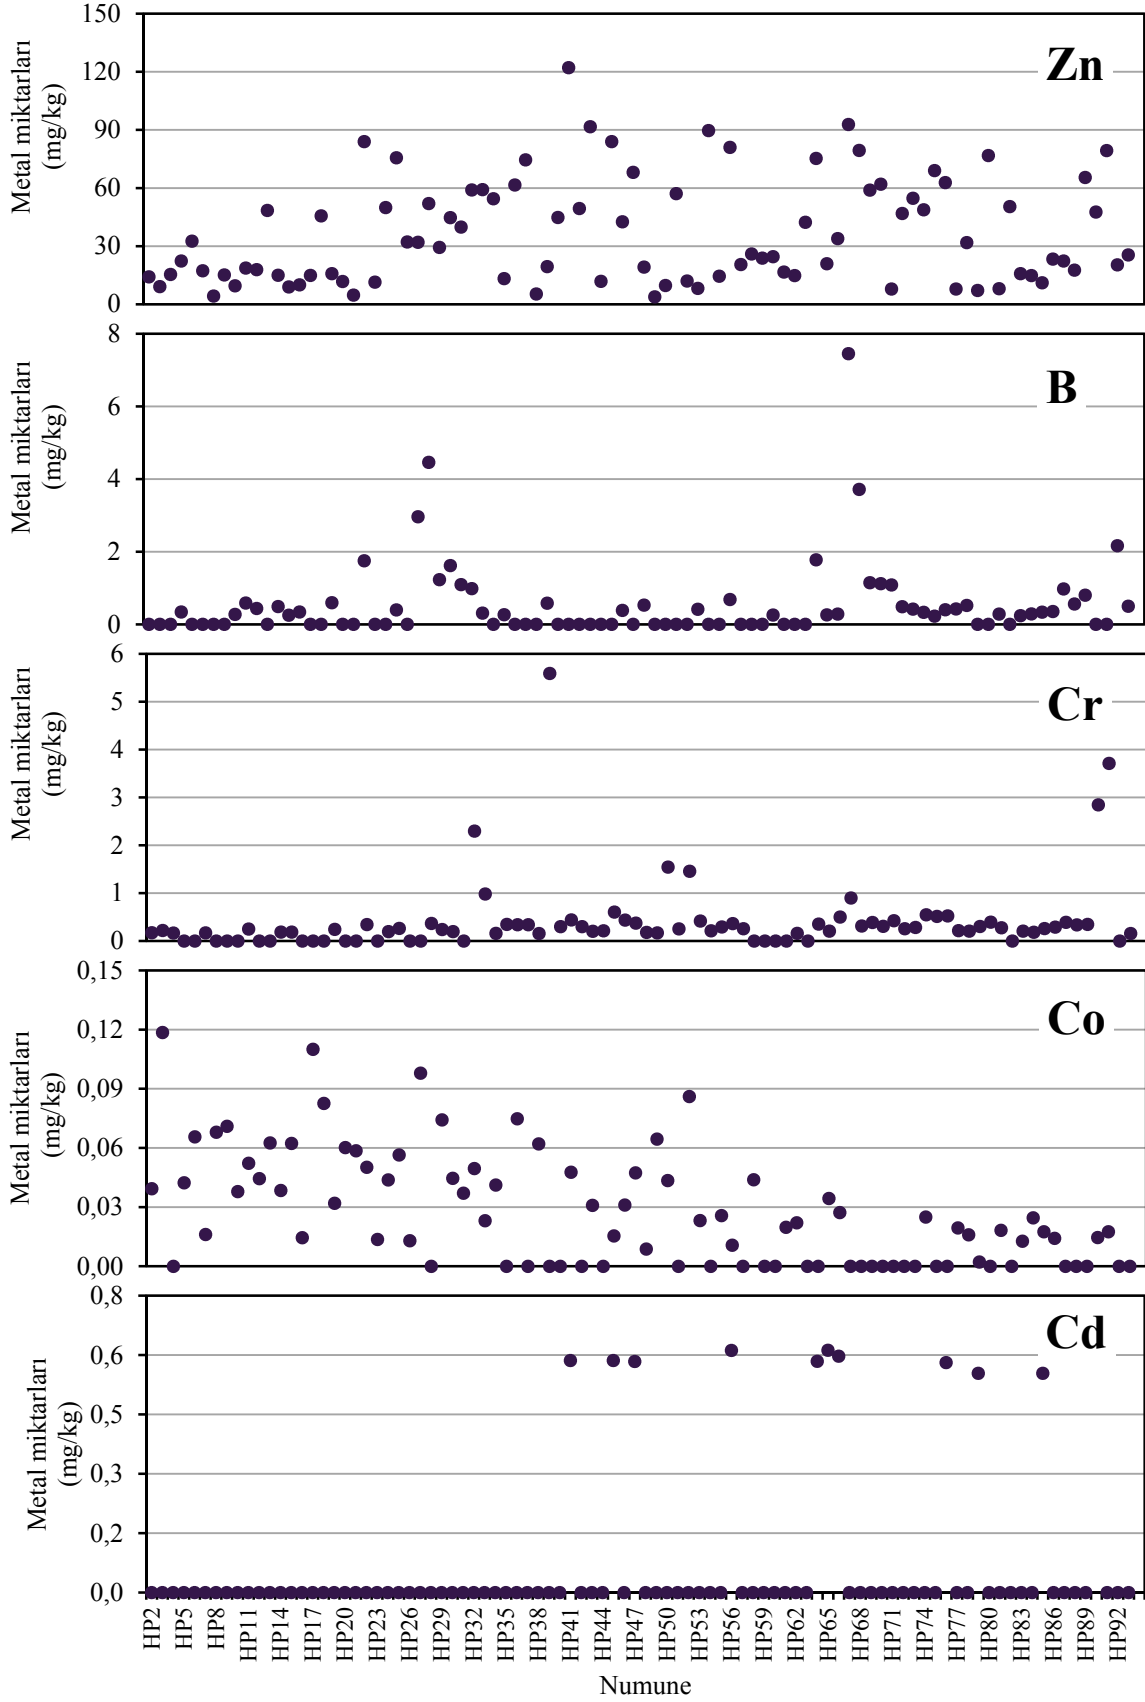 150
120
90
60
30
0
Metal miktarları
(mg/kg)
Zn
8
6
4
2
0
Metal miktarları
(mg/kg)
B
6
5
4
3
2
1
0
Metal miktarları
(mg/kg)
Cr
0,15
0,12
0,09
0,06
0,03
0,00
Metal miktarları
(mg/kg)
Co
0,8
0,6
0,5
0,3
0,2
0,0
Metal miktarları
(mg/kg)
Cd
HP2
HP5
HP8
HP11
HP14
HP17
HP20
HP23
HP26
HP29
HP32
HP35
HP38
HP41
HP44
HP47
HP50
HP53
HP56
HP59
HP62
HP65
HP68
HP71
HP74
HP77
HP80
HP83
HP86
HP89
HP92
Numune